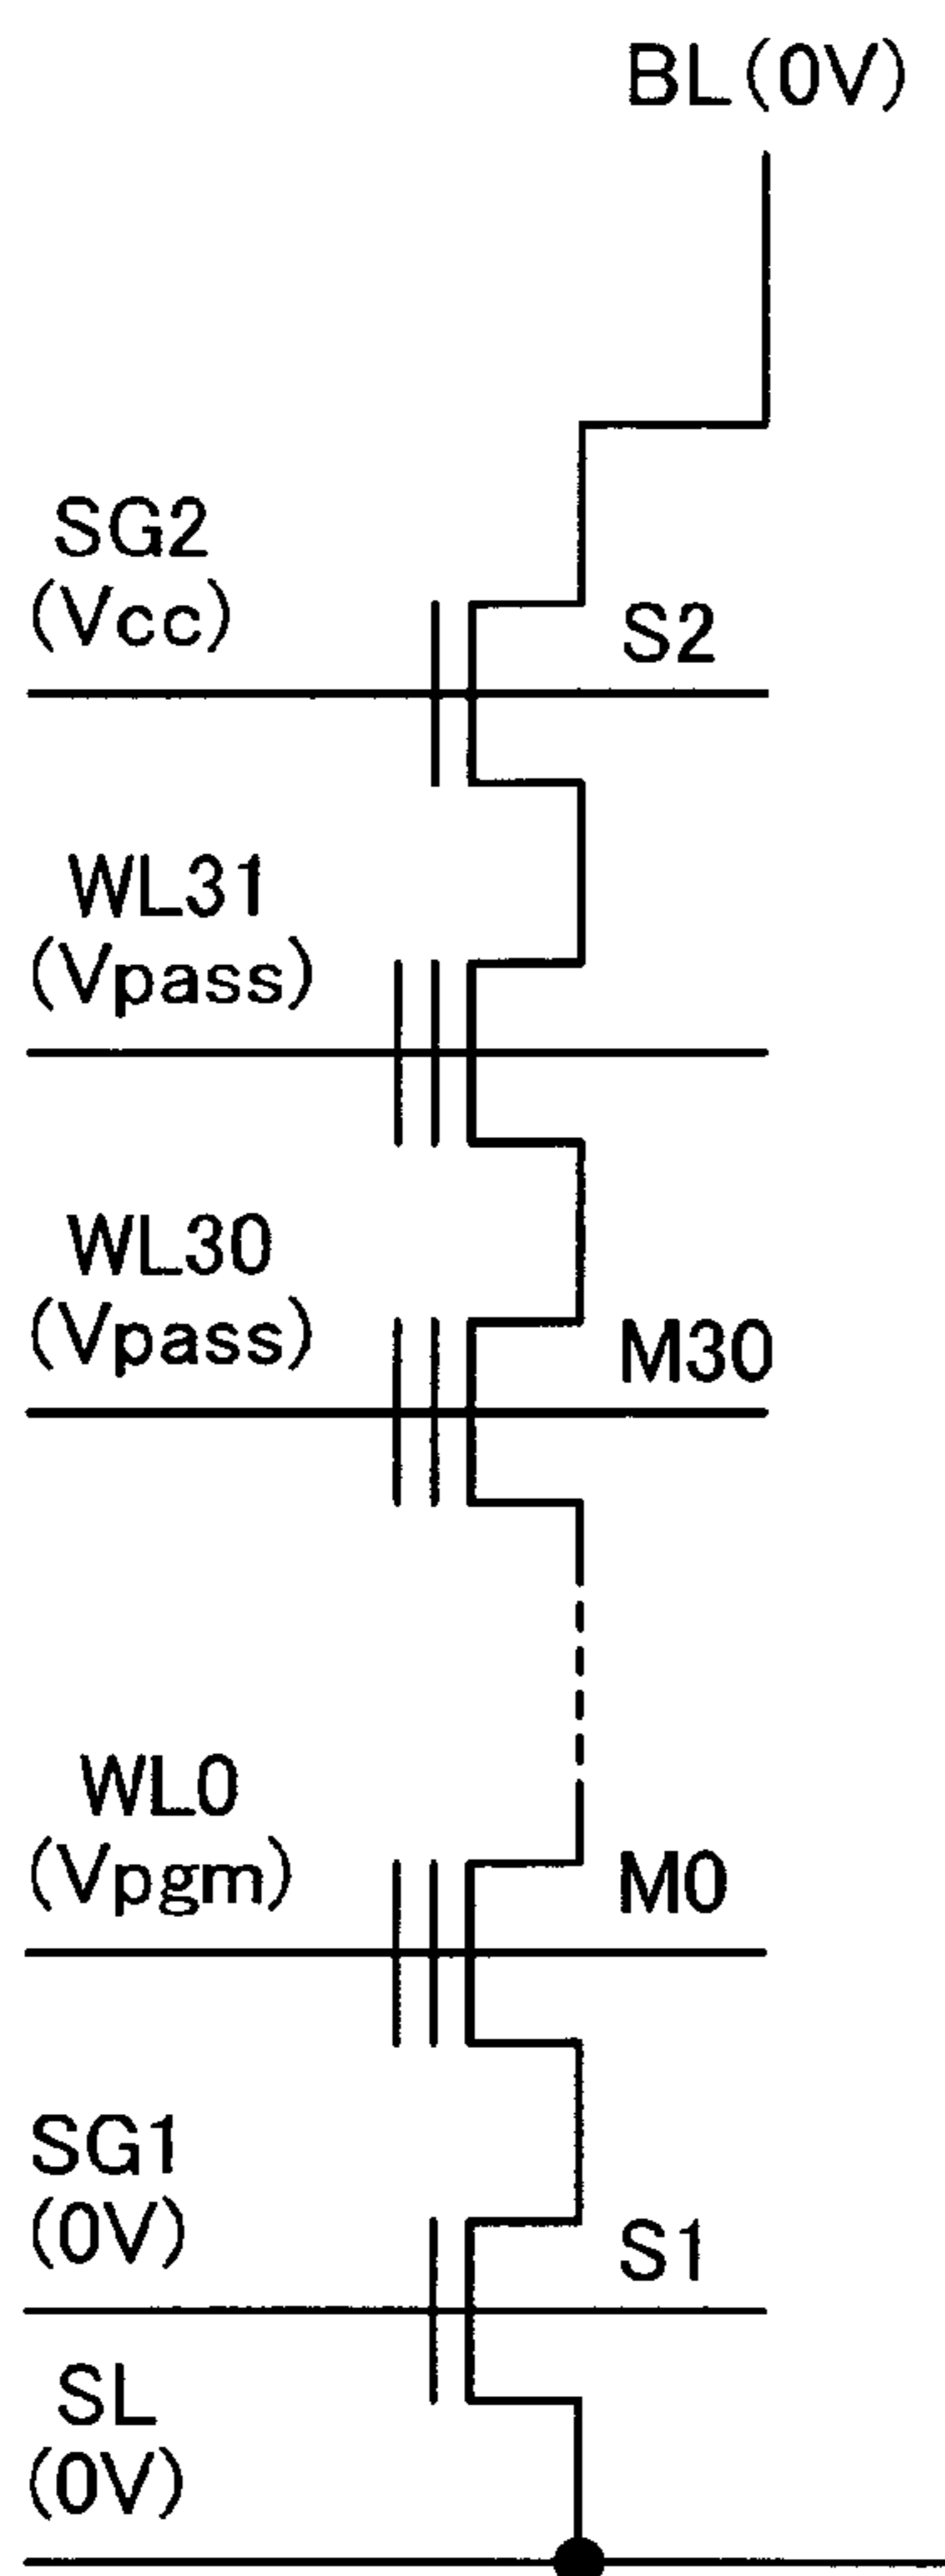 BL(0V)
SG2
(Vcc)
S2
WL31
(Vpass)
WL30
(Vpass)
M30
WL0
(Vpgm)
M0
SG1
(0V)
S1
SL
(0V)